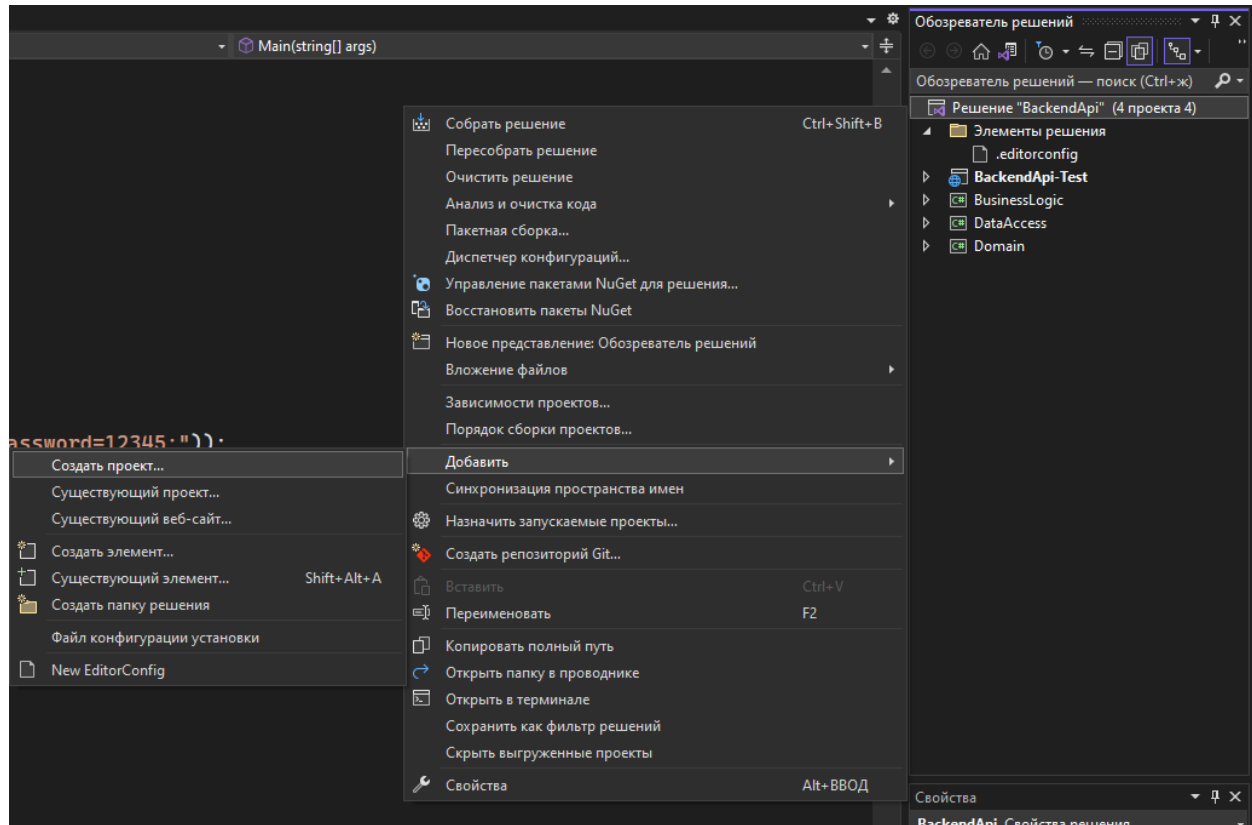 Main(string[] args)
assword=12345;"));
Собрать решение Ctrl+Shift+B
Пересобрать решение
Очистить решение
Анализ и очистка кода
Пакетная сборка...
Диспетчер конфигураций...
Управление пакетами NuGet для решения...
Восстановить пакеты NuGet
Новое представление: Обозреватель решений
Вложение файлов
Зависимости проектов...
Порядок сборки проектов...
Добавить
Синхронизация пространства имен
Назначить запускаемые проекты...
Создать репозиторий Git...
Вставить Ctrl+V
Переименовать F2
Копировать полный путь
Открыть папку в проводнике
Открыть в терминале
Сохранить как фильтр решений
Скрыть выгруженные проекты
Свойства Alt+ВВОД
Создать проект...
Существующий проект...
Существующий веб-сайт...
Создать элемент...
Существующий элемент... Shift+Alt+A
Создать папку решения
Файл конфигурации установки
New EditorConfig
Обозреватель решений
Обозреватель решений — поиск (Ctrl+ж)
Решение "BackendApi" (4 проекта 4)
Элементы решения
.editorconfig
BackendApi-Test
BusinessLogic
DataAccess
Domain
Свойства
BackendApi Свойства решения